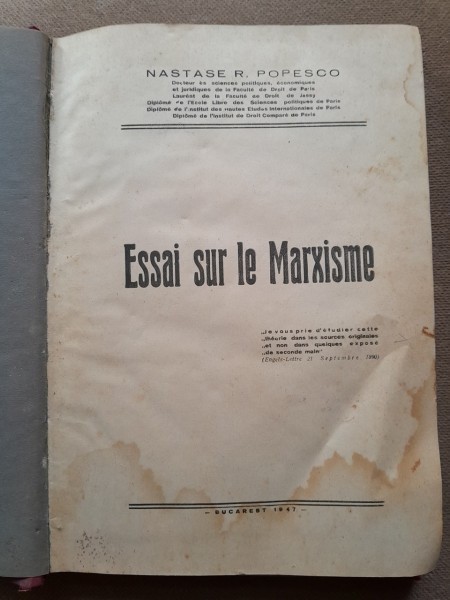 NASTASE R. POPESCO
Docteur ès sciences politiques, économiques
et juridiques de la Faculté de Droit de Paris
Lauréat de la Faculté de Droit de Jassy
Diplômé de l'Ecole Libre des Sciences politiques de Paris
Diplômé de l'Institut des hautes Etudes Internationales de Paris
Diplômé de l'Institut de Droit Comparé de Paris
Essai sur le Marxisme
„Je vous prie d'étudier cette
„théorie dans les sources originales
„et non dans quelques exposé
„de seconde main"
(Engels-Lettre 21 Septembre 1890)
— BUCAREST 1947 —